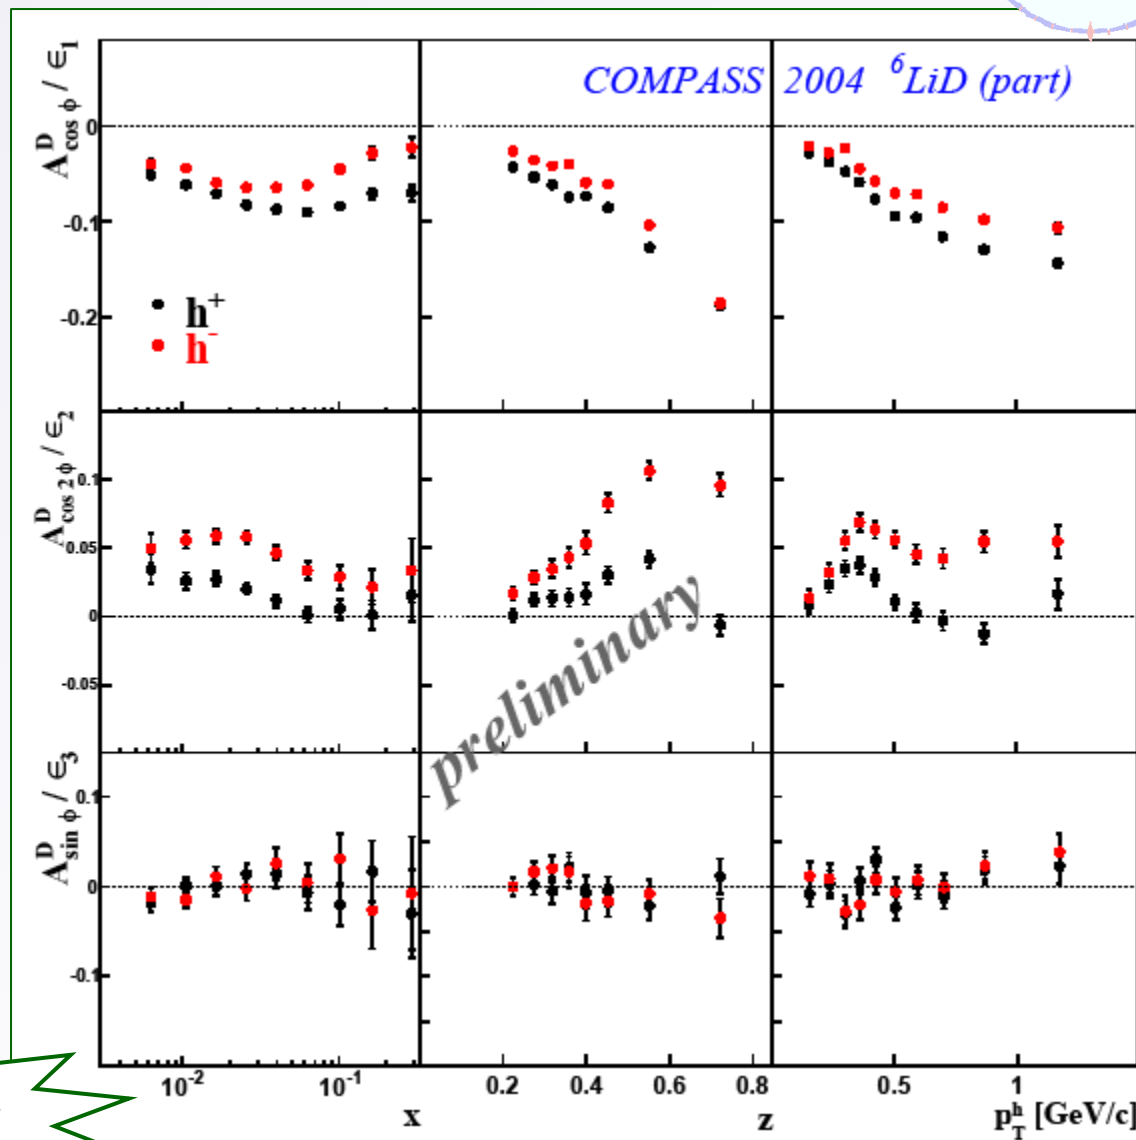 COMPASS 2004 ⁶LiD (part)
A^D_cos ϕ / ϵ₁
0
-0.1
-0.2
h⁺
h⁻
A^D_cos 2 ϕ / ϵ₂
0.1
0.05
0
-0.05
preliminary
A^D_sin ϕ / ϵ₃
0.1
0
-0.1
10⁻² 10⁻¹ 0.2 0.4 0.6 0.8 0.5 1
x z p_T^h [GeV/c]